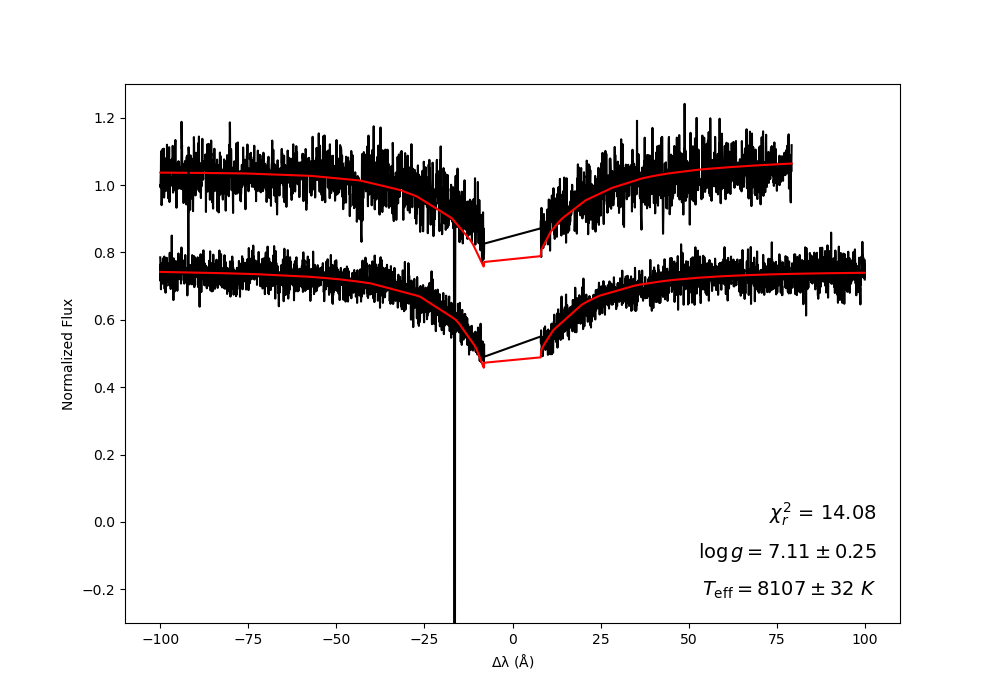 1.2
1.0
0.8
0.6
0.4
0.2
0.0
−0.2
Normalized Flux
χ²ᵣ = 14.08
log g = 7.11 ± 0.25
T_eff = 8107 ± 32 K
−100 −75 −50 −25 0 25 50 75 100
Δλ (Å)